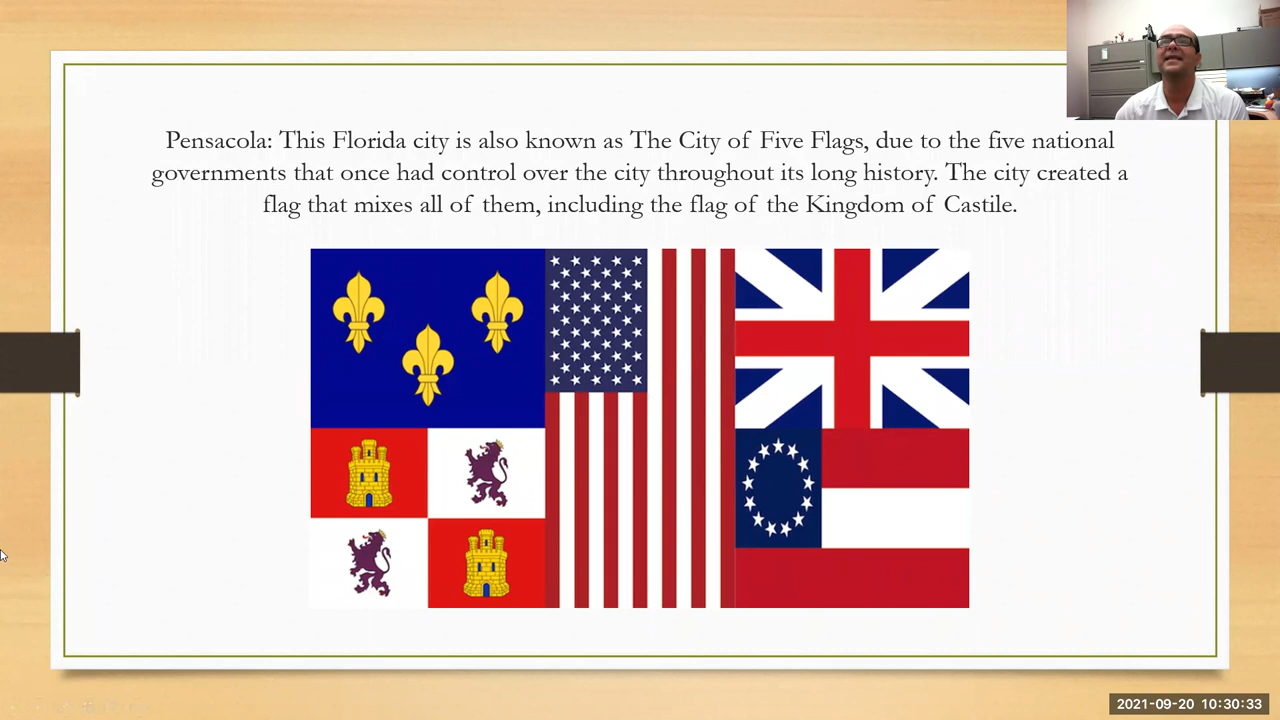 Pensacola: This Florida city is also known as The City of Five Flags, due to the five national
governments that once had control over the city throughout its long history. The city created a
flag that mixes all of them, including the flag of the Kingdom of Castile.
2021-09-20 10:30:33